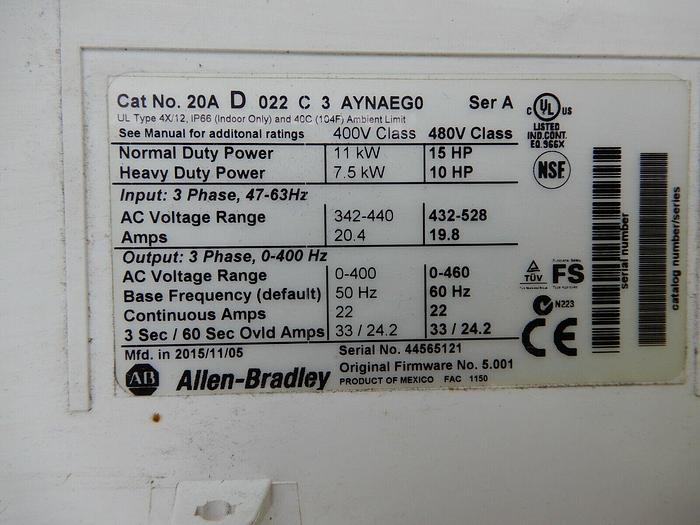 Cat No. 20A D 022 C 3 AYNAEG0 Ser A
UL Type 4X/12, IP66 (Indoor Only) and 40C (104F) Ambient Limit
See Manual for additonal ratings 400V Class 480V Class
Normal Duty Power 11 kW 15 HP
Heavy Duty Power 7.5 kW 10 HP
Input: 3 Phase, 47-63Hz
AC Voltage Range 342-440 432-528
Amps 20.4 19.8
Output: 3 Phase, 0-400 Hz
AC Voltage Range 0-400 0-460
Base Frequency (default) 50 Hz 60 Hz
Continuous Amps 22 22
3 Sec / 60 Sec Ovld Amps 33 / 24.2 33 / 24.2
Mfd. in 2015/11/05 Serial No. 44565121
Original Firmware No. 5.001
AB Allen-Bradley PRODUCT OF MEXICO FAC 1150
C UL US
LISTED
IND.CONT.
EQ.966X
NSF
TÜV FS
N223
CE
serial number
catalog number/series